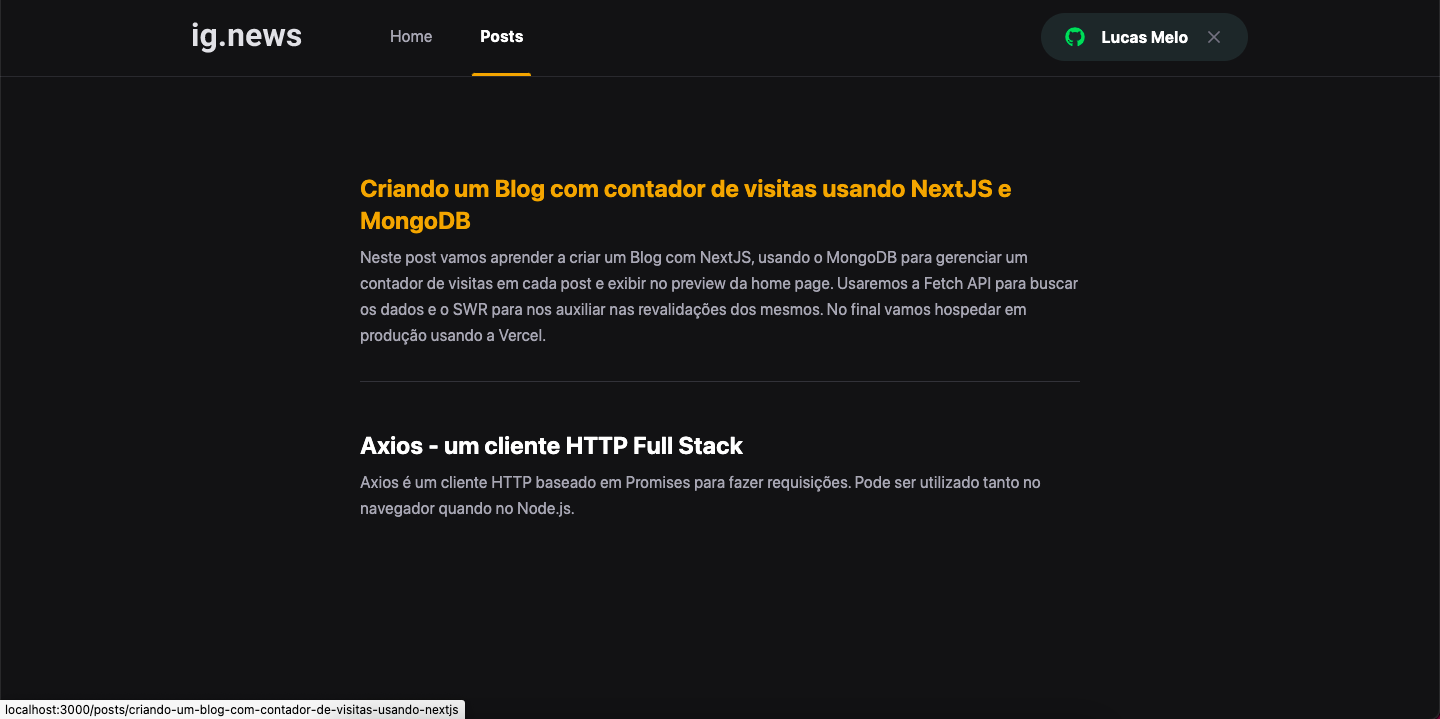 ig.news
Home
Posts
Lucas Melo
Criando um Blog com contador de visitas usando NextJS e
MongoDB
Neste post vamos aprender a criar um Blog com NextJS, usando o MongoDB para gerenciar um
contador de visitas em cada post e exibir no preview da home page. Usaremos a Fetch API para buscar
os dados e o SWR para nos auxiliar nas revalidações dos mesmos. No final vamos hospedar em
produção usando a Vercel.
Axios - um cliente HTTP Full Stack
Axios é um cliente HTTP baseado em Promises para fazer requisições. Pode ser utilizado tanto no
navegador quando no Node.js.
localhost:3000/posts/criando-um-blog-com-contador-de-visitas-usando-nextjs